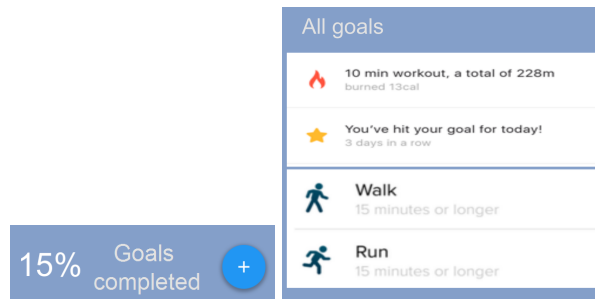 15%
Goals
completed
+
All goals
10 min workout, a total of 228m
burned 13cal
You've hit your goal for today!
3 days in a row
Walk
15 minutes or longer
Run
15 minutes or longer